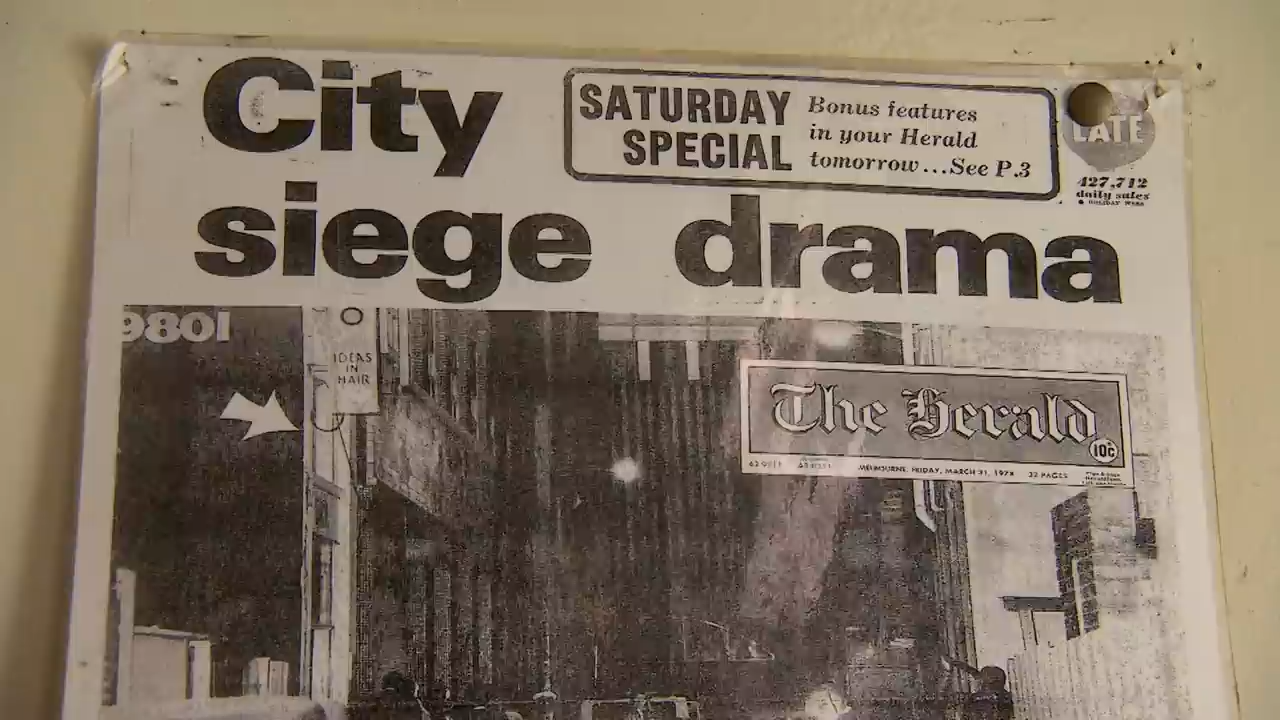 City
siege drama
SATURDAY
SPECIAL
Bonus features
in your Herald
tomorrow...See P.3
LATE
427,712
daily sales
9801
IDEAS
IN
HAIR
The Herald
10c
MELBOURNE, FRIDAY, MARCH 31, 1978 32 PAGES